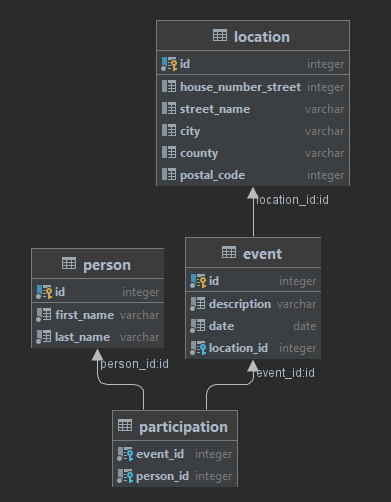 location
id integer
house_number_street integer
street_name varchar
city varchar
county varchar
postal_code integer
location_id:id
person
id integer
first_name varchar
last_name varchar
event
id integer
description varchar
date date
location_id integer
person_id:id
event_id:id
participation
event_id integer
person_id integer